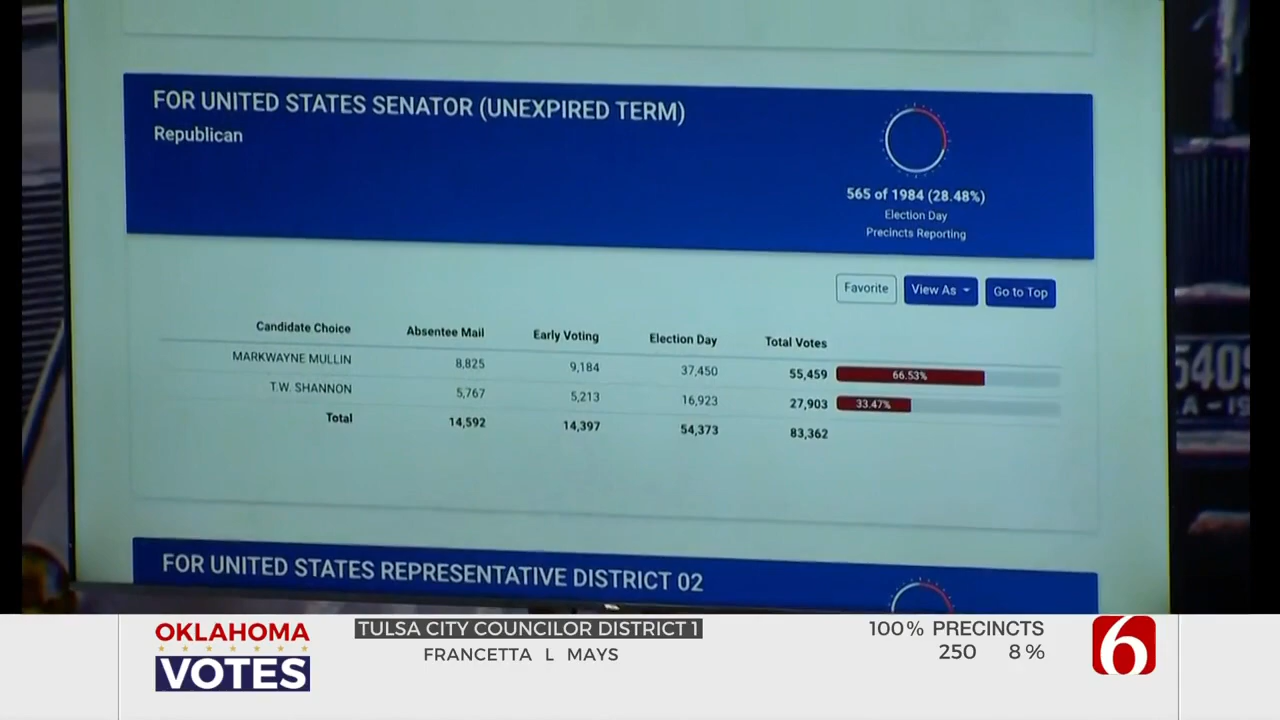 FOR UNITED STATES SENATOR (UNEXPIRED TERM)
Republican
565 of 1984 (28.48%)
Election Day
Precincts Reporting
Favorite View As Go to Top
Candidate Choice Absentee Mail Early Voting Election Day Total Votes
MARKWAYNE MULLIN 8,825 9,184 37,450 55,459 66.53%
T.W. SHANNON 5,767 5,213 16,923 27,903 33.47%
Total 14,592 14,397 54,373 83,362
FOR UNITED STATES REPRESENTATIVE DISTRICT 02
OKLAHOMA
VOTES
TULSA CITY COUNCILOR DISTRICT 1
FRANCETTA L MAYS
100% PRECINCTS
250 8%
6